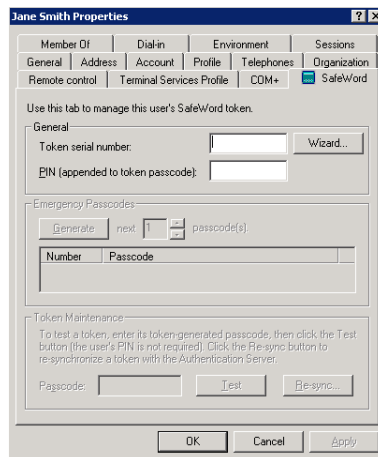 Jane Smith Properties
Member Of Dial-in Environment Sessions
General Address Account Profile Telephones Organization
Remote control Terminal Services Profile COM+ SafeWord
Use this tab to manage this user's SafeWord token.
General
Token serial number: Wizard...
PIN (appended to token passcode):
Emergency Passcodes
Generate next 1 passcode(s).
Number Passcode
Token Maintenance
To test a token, enter its token-generated passcode, then click the Test
button (the user's PIN is not required). Click the Re-sync button to
re-synchronize a token with the Authentication Server.
Passcode: Test Re-sync...
OK Cancel Apply